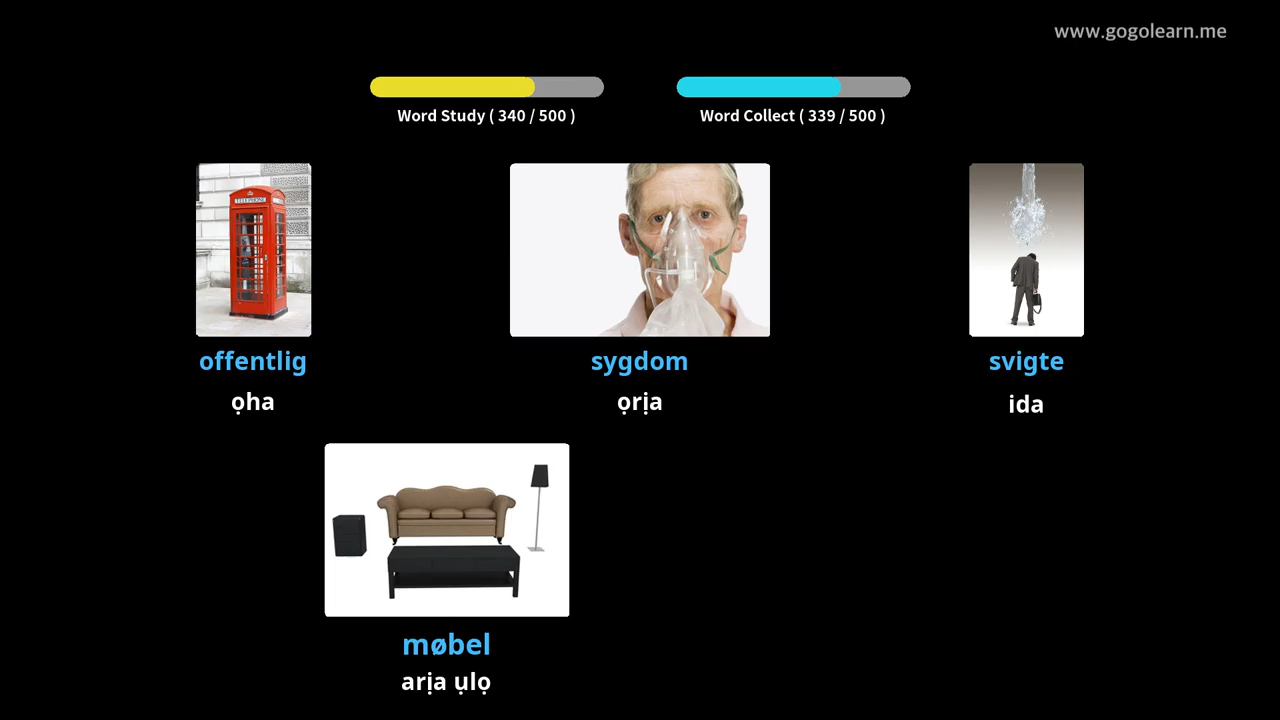 www.gogolearn.me
Word Study ( 340 / 500 )
Word Collect ( 339 / 500 )
TELEPHONE
offentlig
sygdom
svigte
ọha
ọrịa
ida
møbel
arịa ụlọ